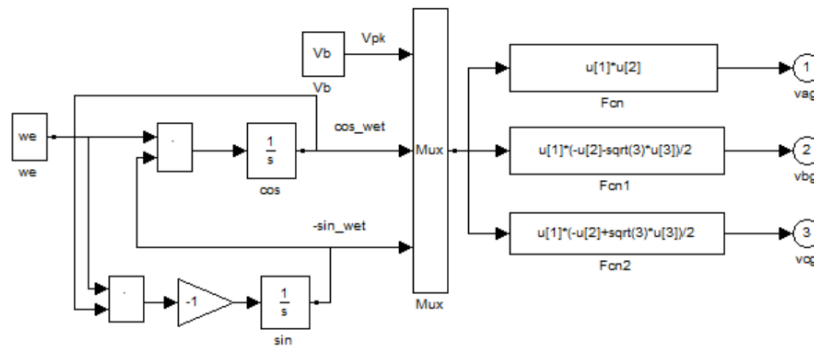 Vb
Vb
Vpk
we
we
1
s
cos
cos_wet
-sin_wet
-1
1
s
sin
Mux
Mux
u[1]*u[2]
Fcn
1
vag
u[1]*(-u[2]-sqrt(3)*u[3])/2
Fcn1
2
vbg
u[1]*(-u[2]+sqrt(3)*u[3])/2
Fcn2
3
vcg